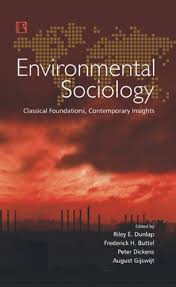 Environmental
Sociology
Classical Foundations, Contemporary Insights
Edited by
Riley E. Dunlap
Frederick H. Buttel
Peter Dickens
August Gijswijt